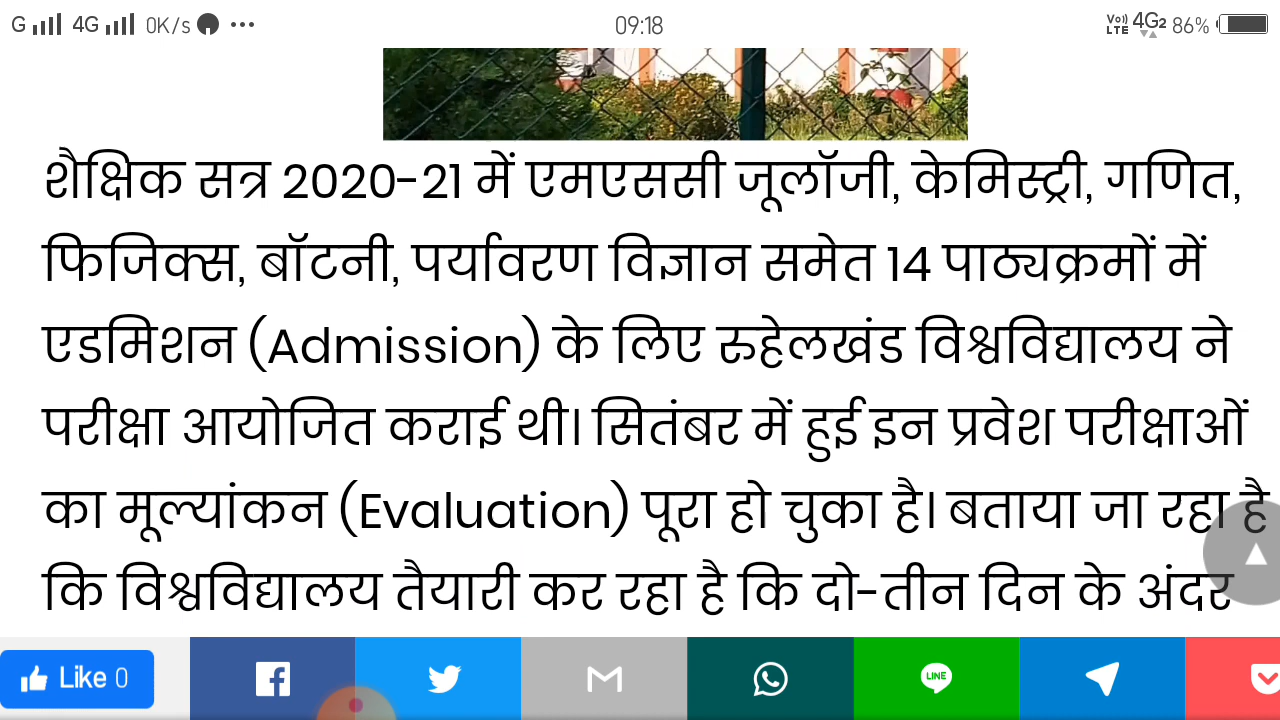 G 4G 0K/s 09:18 Vo) LTE 4G2 86%
शैक्षिक सत्र 2020-21 में एमएससी जूलॉजी, केमिस्ट्री, गणित,
फिजिक्स, बॉटनी, पर्यावरण विज्ञान समेत 14 पाठ्यक्रमों में
एडमिशन (Admission) के लिए रुहेलखंड विश्वविद्यालय ने
परीक्षा आयोजित कराई थी। सितंबर में हुई इन प्रवेश परीक्षाओं
का मूल्यांकन (Evaluation) पूरा हो चुका है। बताया जा रहा है
कि विश्वविद्यालय तैयारी कर रहा है कि दो-तीन दिन के अंदर
Like 0 LINE